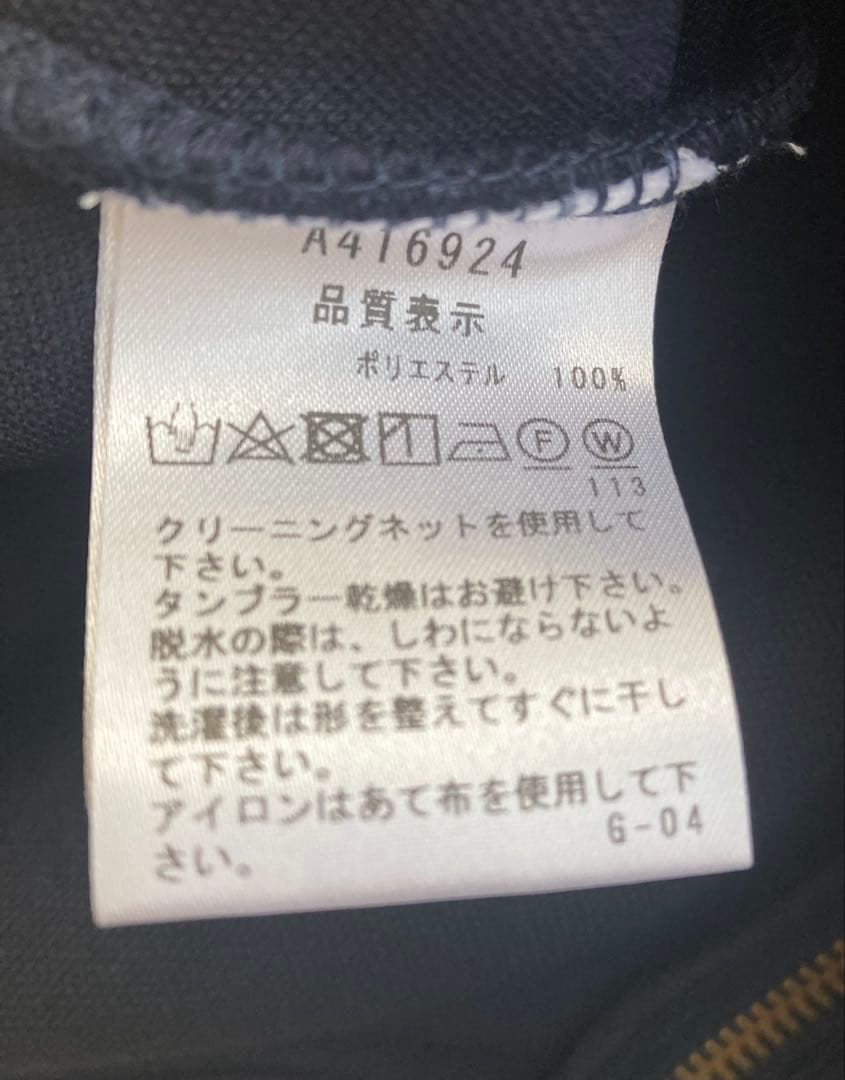 A416924
品質表示
ポリエステル 100%
F W
113
クリーニングネットを使用して
下さい。
タンブラー乾燥はお避け下さい。
脱水の際は、しわにならないよ
うに注意して下さい。
洗濯後は形を整えてすぐに干し
て下さい。
アイロンはあて布を使用して下
さい。
6-04